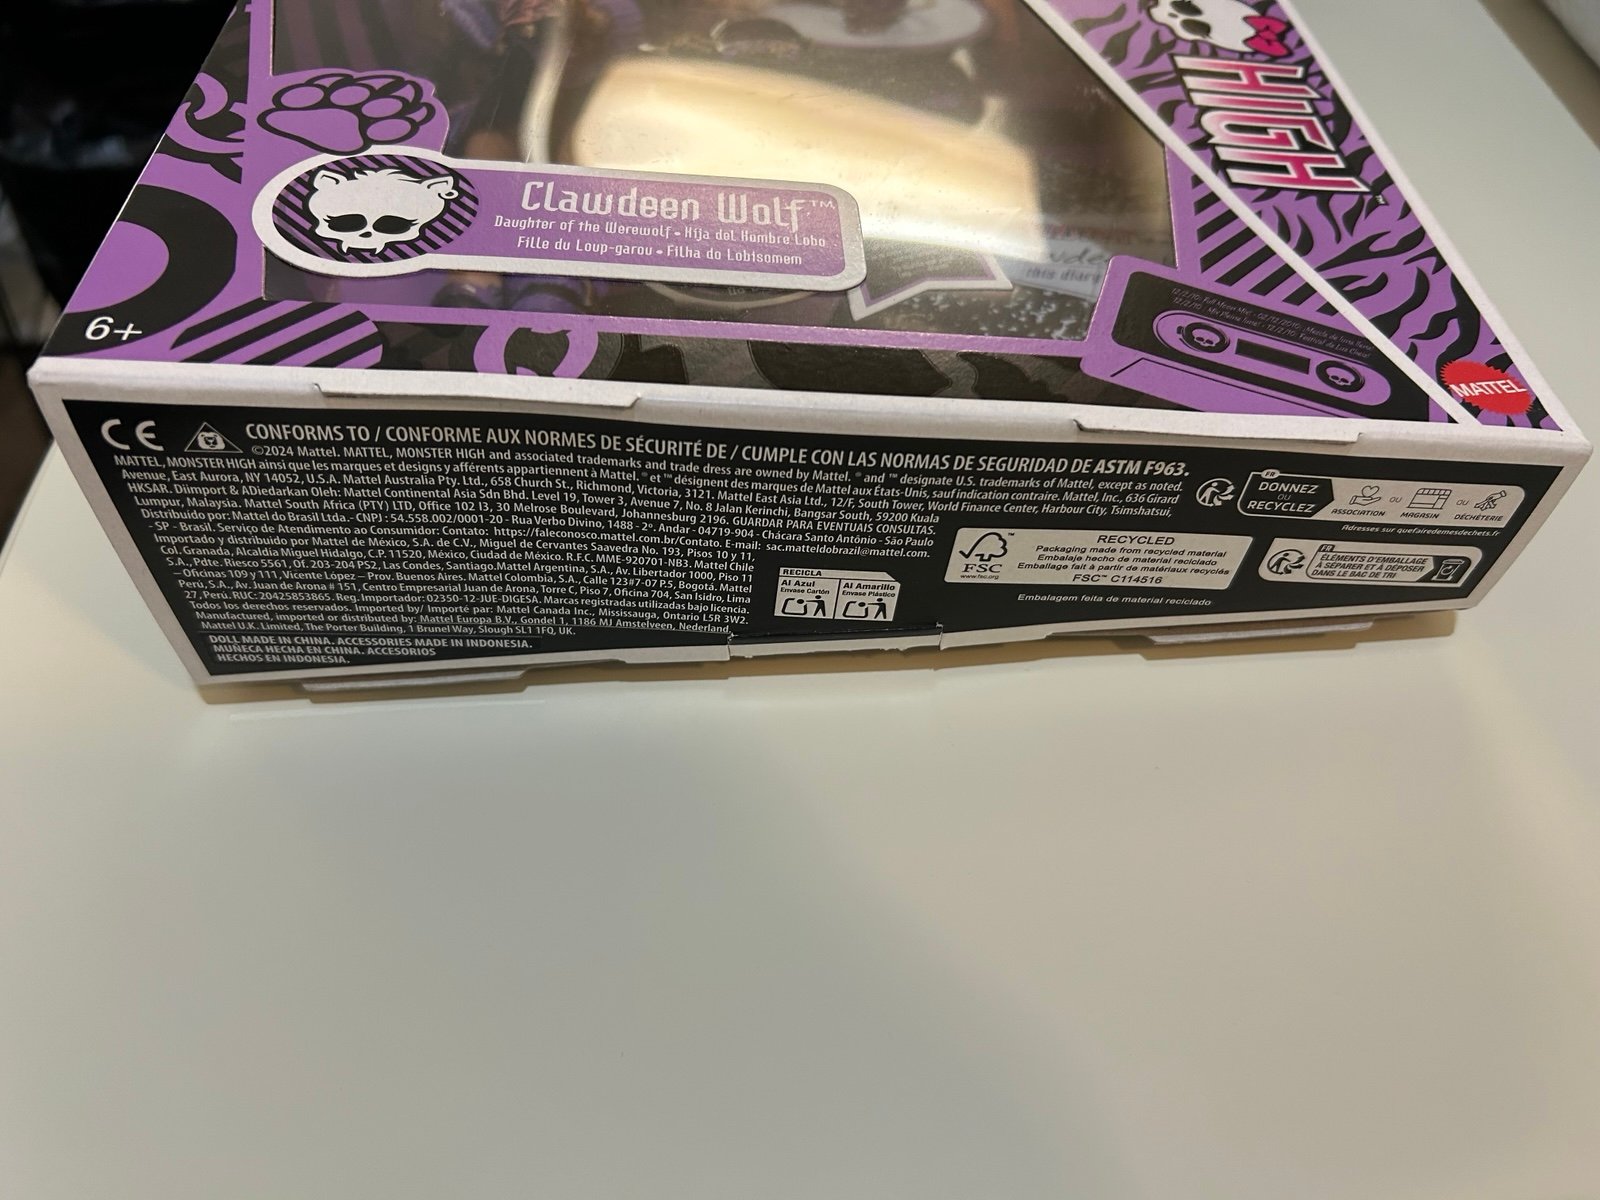 HIGH™
Clawdeen Wolf™
Daughter of the Werewolf • Hija del Hombre Lobo
Fille du Loup-garou • Filha do Lobisomem
6+
MATTEL
CE
CONFORMS TO / CONFORME AUX NORMES DE SÉCURITÉ DE / CUMPLE CON LAS NORMAS DE SEGURIDAD DE ASTM F963.
©2024 Mattel. MATTEL, MONSTER HIGH and associated trademarks and trade dress are owned by Mattel. ® and ™ designate U.S. trademarks of Mattel, except as noted.
MATTEL, MONSTER HIGH ainsi que les marques et designs y afférents appartiennent à Mattel. ® et ™ désignent des marques de Mattel aux États-Unis, sauf indication contraire. Mattel, Inc., 636 Girard
Avenue, East Aurora, NY 14052, U.S.A. Mattel Australia Pty. Ltd., 658 Church St., Richmond, Victoria, 3121. Mattel East Asia Ltd., 12/F, South Tower, World Finance Center, Harbour City, Tsimshatsui,
HKSAR. Diimport & ADiedarkan Oleh: Mattel Continental Asia Sdn Bhd. Level 19, Tower 3, Avenue 7, No. 8 Jalan Kerinchi, Bangsar South, 59200 Kuala
Lumpur, Malaysia. Mattel South Africa (PTY) LTD, Office 102 I3, 30 Melrose Boulevard, Johannesburg 2196. GUARDAR PARA EVENTUAIS CONSULTAS.
Distribuído por: Mattel do Brasil Ltda.- CNPJ : 54.558.002/0001-20 - Rua Verbo Divino, 1488 - 2º. Andar - 04719-904 - Chácara Santo Antônio - São Paulo
- SP - Brasil. Serviço de Atendimento ao Consumidor: Contato: https://faleconosco.mattel.com.br/Contato. E-mail: sac.matteldobrazil@mattel.com.
Importado y distribuido por Mattel de México, S.A. de C.V., Miguel de Cervantes Saavedra No. 193, Pisos 10 y 11,
Col. Granada, Alcaldía Miguel Hidalgo, C.P. 11520, México, Ciudad de México. R.F.C. MME-920701-NB3. Mattel Chile
S.A., Pdte. Riesco 5561, Of. 203-204 PS2, Las Condes, Santiago. Mattel Argentina, S.A., Av. Libertador 1000, Piso 11
– Oficinas 109 y 111, Vicente López – Prov. Buenos Aires. Mattel Colombia, S.A., Calle 123#7-07 P.5, Bogotá. Mattel
Perú, S.A., Av. Juan de Arona # 151, Centro Empresarial Juan de Arona, Torre C, Piso 7, Oficina 704, San Isidro, Lima
27, Perú. RUC: 20425853865. Reg. Importador: 02350-12-JUE-DIGESA. Marcas registradas utilizadas bajo licencia.
Todos los derechos reservados. Imported by/ Importé par: Mattel Canada Inc., Mississauga, Ontario L5R 3W2.
Manufactured, imported or distributed by: Mattel Europa B.V., Gondel 1, 1186 MJ Amstelveen, Nederland.
Mattel U.K. Limited, The Porter Building, 1 Brunel Way, Slough SL1 1FQ, UK.
DOLL MADE IN CHINA. ACCESSORIES MADE IN INDONESIA.
MUÑECA HECHA EN CHINA. ACCESORIOS
HECHOS EN INDONESIA.
RECICLA
Al Azul
Envase Cartón
Al Amarillo
Envase Plástico
FSC™
www.fsc.org
RECYCLED
Packaging made from recycled material
Embalaje hecho de material reciclado
Emballage fait à partir de matériaux recyclés
FSC™ C114516
Embalagem feita de material reciclado
FR
DONNEZ
OU
RECYCLEZ
ASSOCIATION
OU
MAGASIN
OU
DÉCHÈTERIE
Adresses sur quefairedemesdechets.fr
FR
ÉLÉMENTS D'EMBALLAGE
À SÉPARER ET À DÉPOSER
DANS LE BAC DE TRI